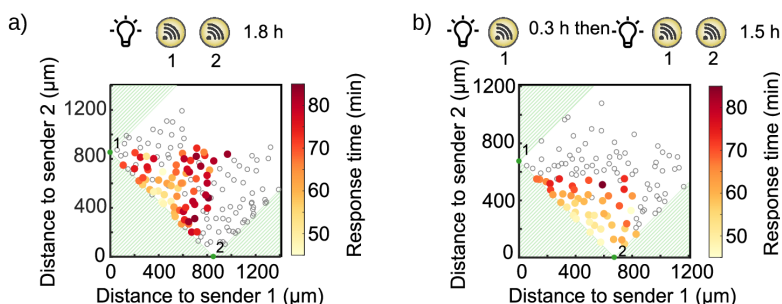 a)
1.8 h
1 2
1
2
1200
800
400
0
0 400 800 1200
Distance to sender 2 (µm)
Distance to sender 1 (µm)
80
70
60
50
Response time (min)
b)
0.3 h then
1.5 h
1 1 2
1
2
1200
1000
800
600
400
200
0
0 400 800 1200
Distance to sender 2 (µm)
Distance to sender 1 (µm)
80
70
60
50
Response time (min)